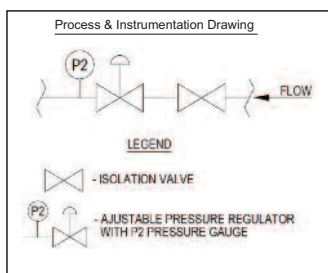 Process & Instrumentation Drawing
P2
FLOW
LEGEND
- ISOLATION VALVE
P2
- AJUSTABLE PRESSURE REGULATOR
WITH P2 PRESSURE GAUGE